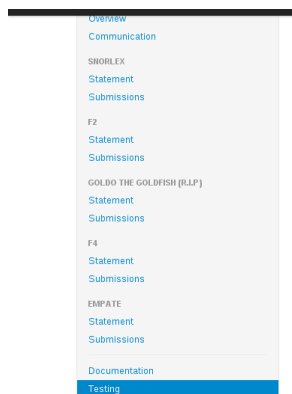 Overview
Communication
SNORLEX
Statement
Submissions
F2
Statement
Submissions
GOLDO THE GOLDFISH (R.I.P)
Statement
Submissions
F4
Statement
Submissions
EMPATE
Statement
Submissions
Documentation
Testing